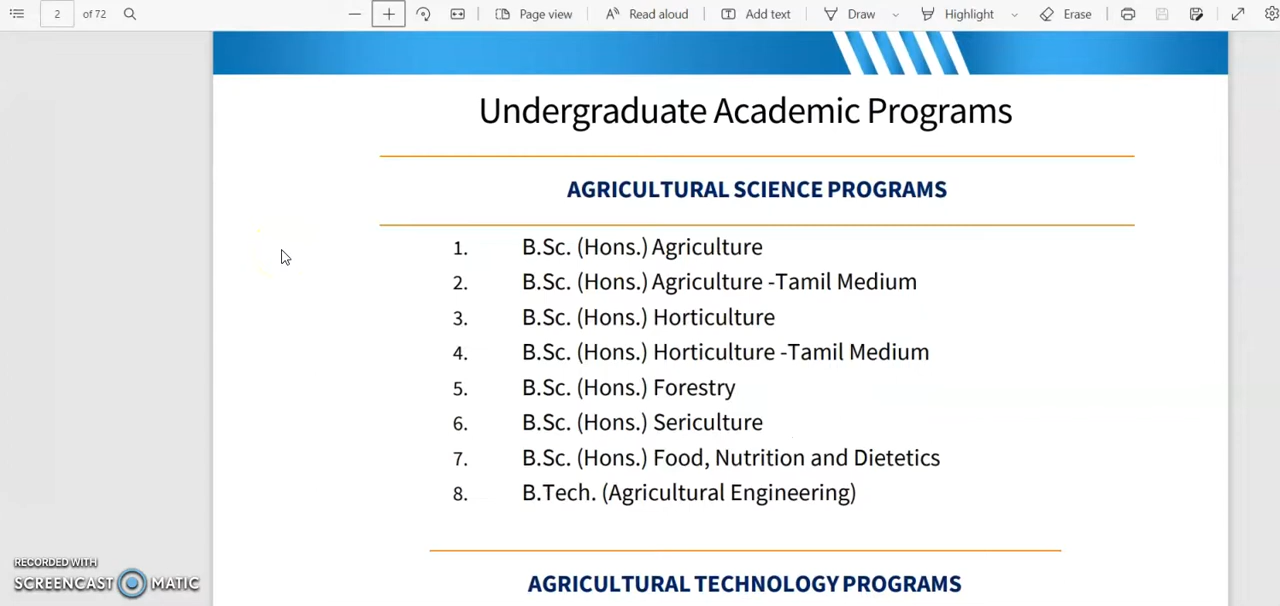 2 of 72 Page view Read aloud Add text Draw Highlight Erase
Undergraduate Academic Programs
AGRICULTURAL SCIENCE PROGRAMS
1. B.Sc. (Hons.) Agriculture
2. B.Sc. (Hons.) Agriculture -Tamil Medium
3. B.Sc. (Hons.) Horticulture
4. B.Sc. (Hons.) Horticulture -Tamil Medium
5. B.Sc. (Hons.) Forestry
6. B.Sc. (Hons.) Sericulture
7. B.Sc. (Hons.) Food, Nutrition and Dietetics
8. B.Tech. (Agricultural Engineering)
RECORDED WITH
SCREENCAST MATIC
AGRICULTURAL TECHNOLOGY PROGRAMS